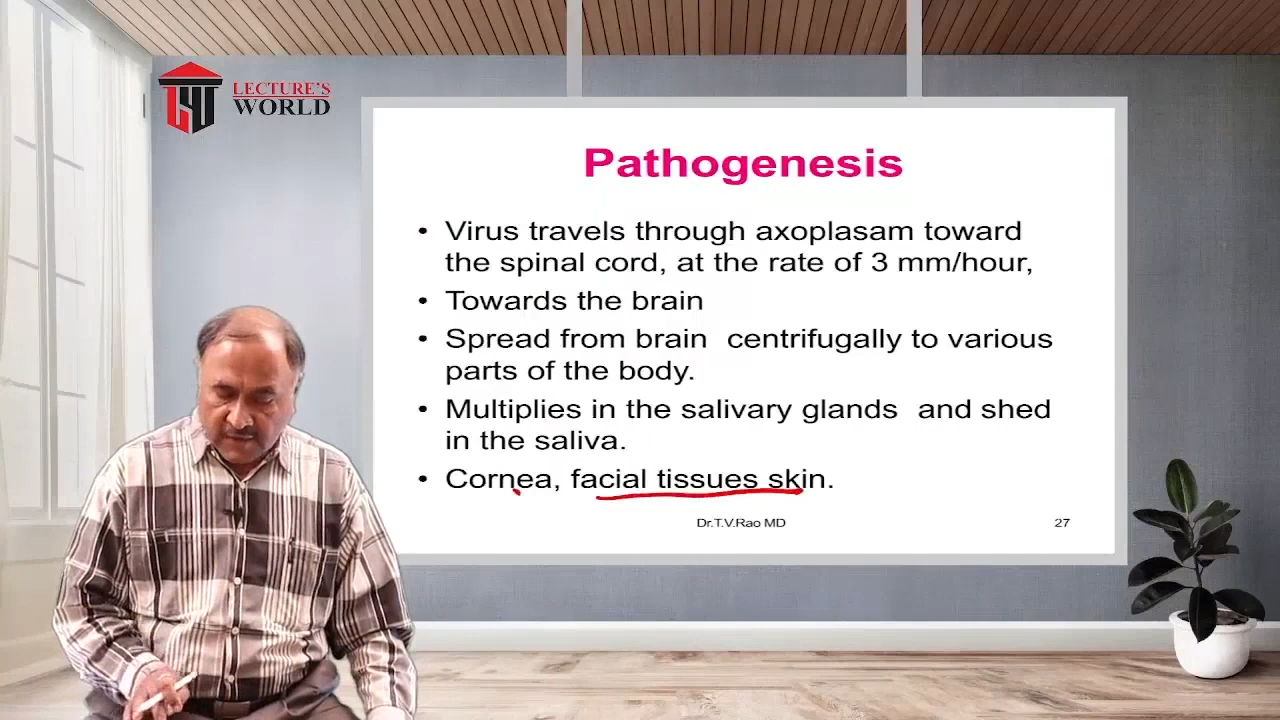 LECTURE'S
WORLD
Pathogenesis
• Virus travels through axoplasam toward
the spinal cord, at the rate of 3 mm/hour,
• Towards the brain
• Spread from brain centrifugally to various
parts of the body.
• Multiplies in the salivary glands and shed
in the saliva.
• Cornea, facial tissues skin.
Dr.T.V.Rao MD
27